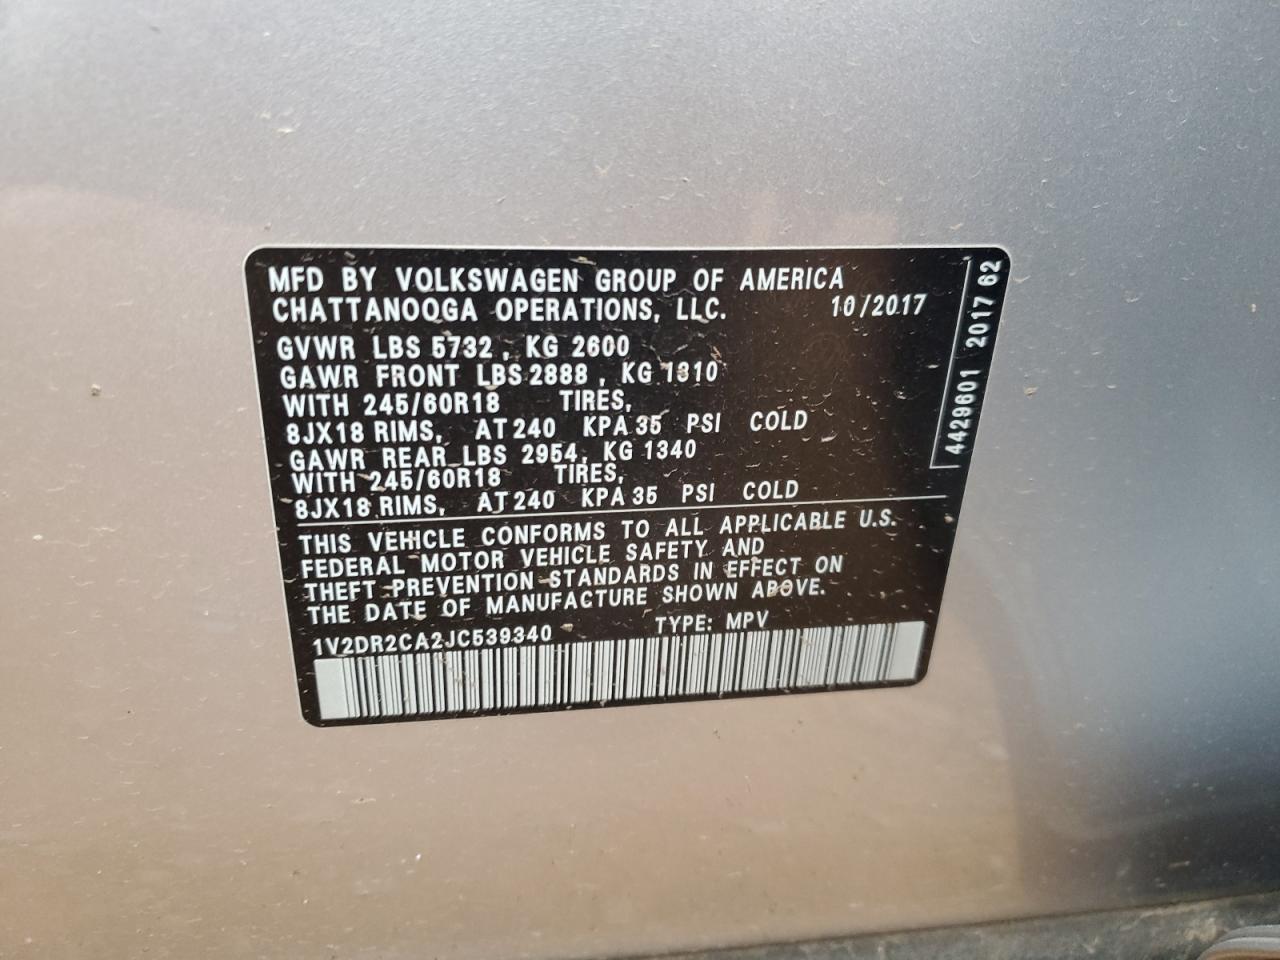 MFD BY VOLKSWAGEN GROUP OF AMERICA
CHATTANOOGA OPERATIONS, LLC. 10/2017
GVWR LBS 5732, KG 2600
GAWR FRONT LBS 2888, KG 1310
WITH 245/60R18 TIRES,
8JX18 RIMS, AT 240 KPA 35 PSI COLD
GAWR REAR LBS 2954, KG 1340
WITH 245/60R18 TIRES,
8JX18 RIMS, AT 240 KPA 35 PSI COLD
THIS VEHICLE CONFORMS TO ALL APPLICABLE U.S.
FEDERAL MOTOR VEHICLE SAFETY AND
THEFT PREVENTION STANDARDS IN EFFECT ON
THE DATE OF MANUFACTURE SHOWN ABOVE.
1V2DR2CA2JC539340 TYPE: MPV
4429601 2017 62